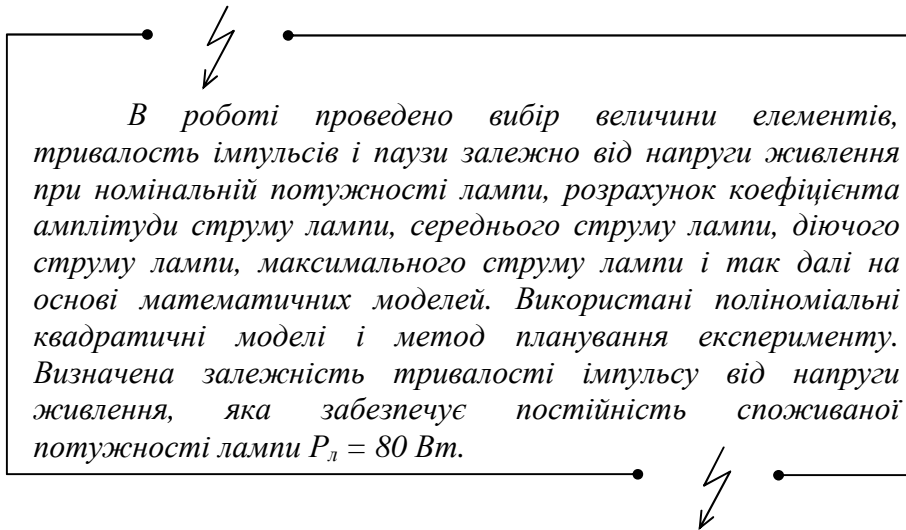 В роботі проведено вибір величини елементів,
тривалость імпульсів і паузи залежно від напруги живлення
при номінальній потужності лампи, розрахунок коефіцієнта
амплітуди струму лампи, середнього струму лампи, діючого
струму лампи, максимального струму лампи і так далі на
основі математичних моделей. Використані поліноміальні
квадратичні моделі і метод планування експерименту.
Визначена залежність тривалості імпульсу від напруги
живлення, яка забезпечує постійність споживаної
потужності лампи Pл = 80 Вт.